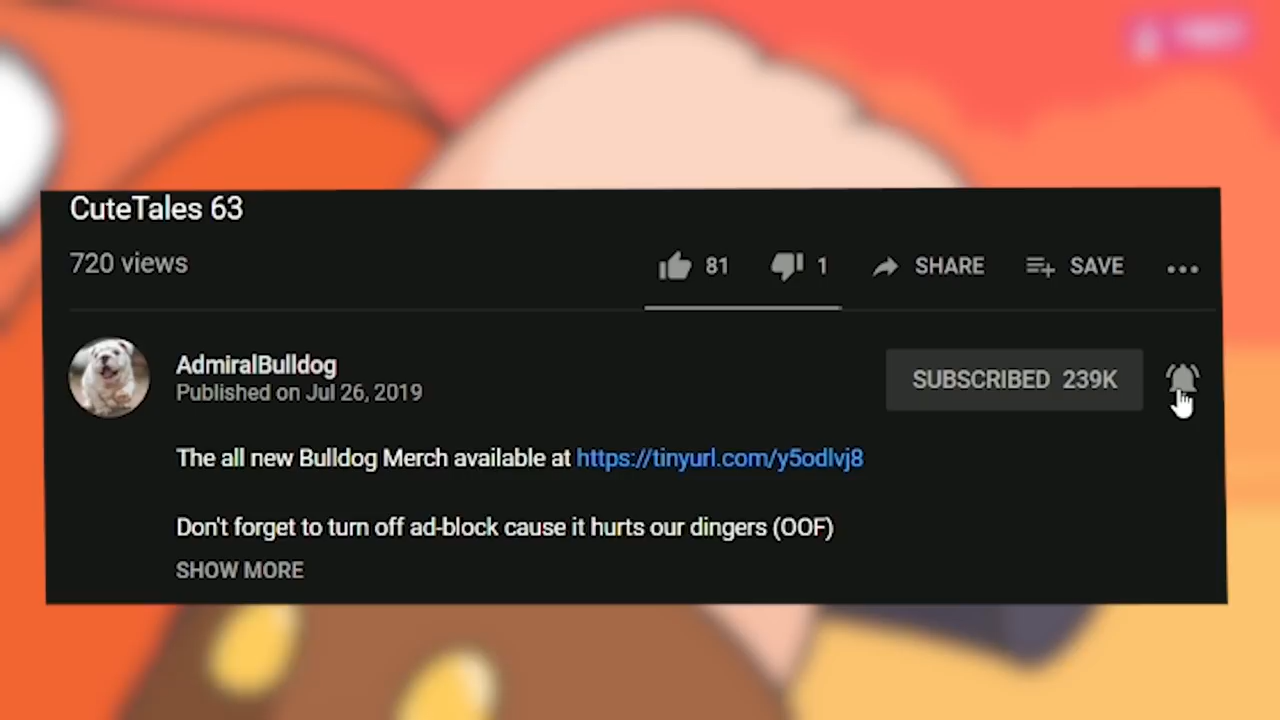 CuteTales 63
720 views
81
1
SHARE
SAVE
AdmiralBulldog
Published on Jul 26, 2019
SUBSCRIBED 239K
The all new Bulldog Merch available at https://tinyurl.com/y5odlvj8
Don't forget to turn off ad-block cause it hurts our dingers (OOF)
SHOW MORE